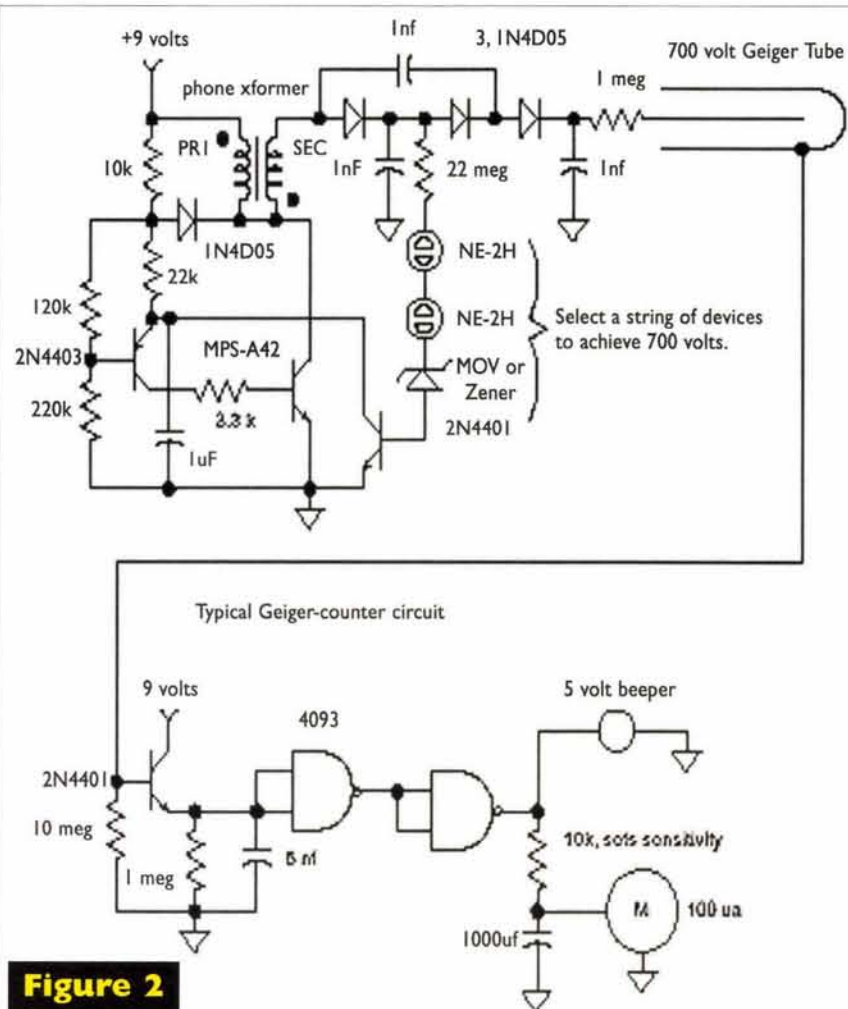 +9 volts
1nf
3, 1N4D05
700 volt Geiger Tube
phone xformer
1 meg
PRI
SEC
10k
1nF
22 meg
1nf
1N4D05
22k
NE-2H
120k
NE-2H
Select a string of devices
to achieve 700 volts.
2N4403
MPS-A42
MOV or
Zener
220k
3.3 k
2N4401
1uF
Typical Geiger-counter circuit
9 volts
5 volt beeper
4093
2N4401
10 meg
10k, sets sensitivity
1 meg
5 nf
M
100 ua
1000uf
Figure 2